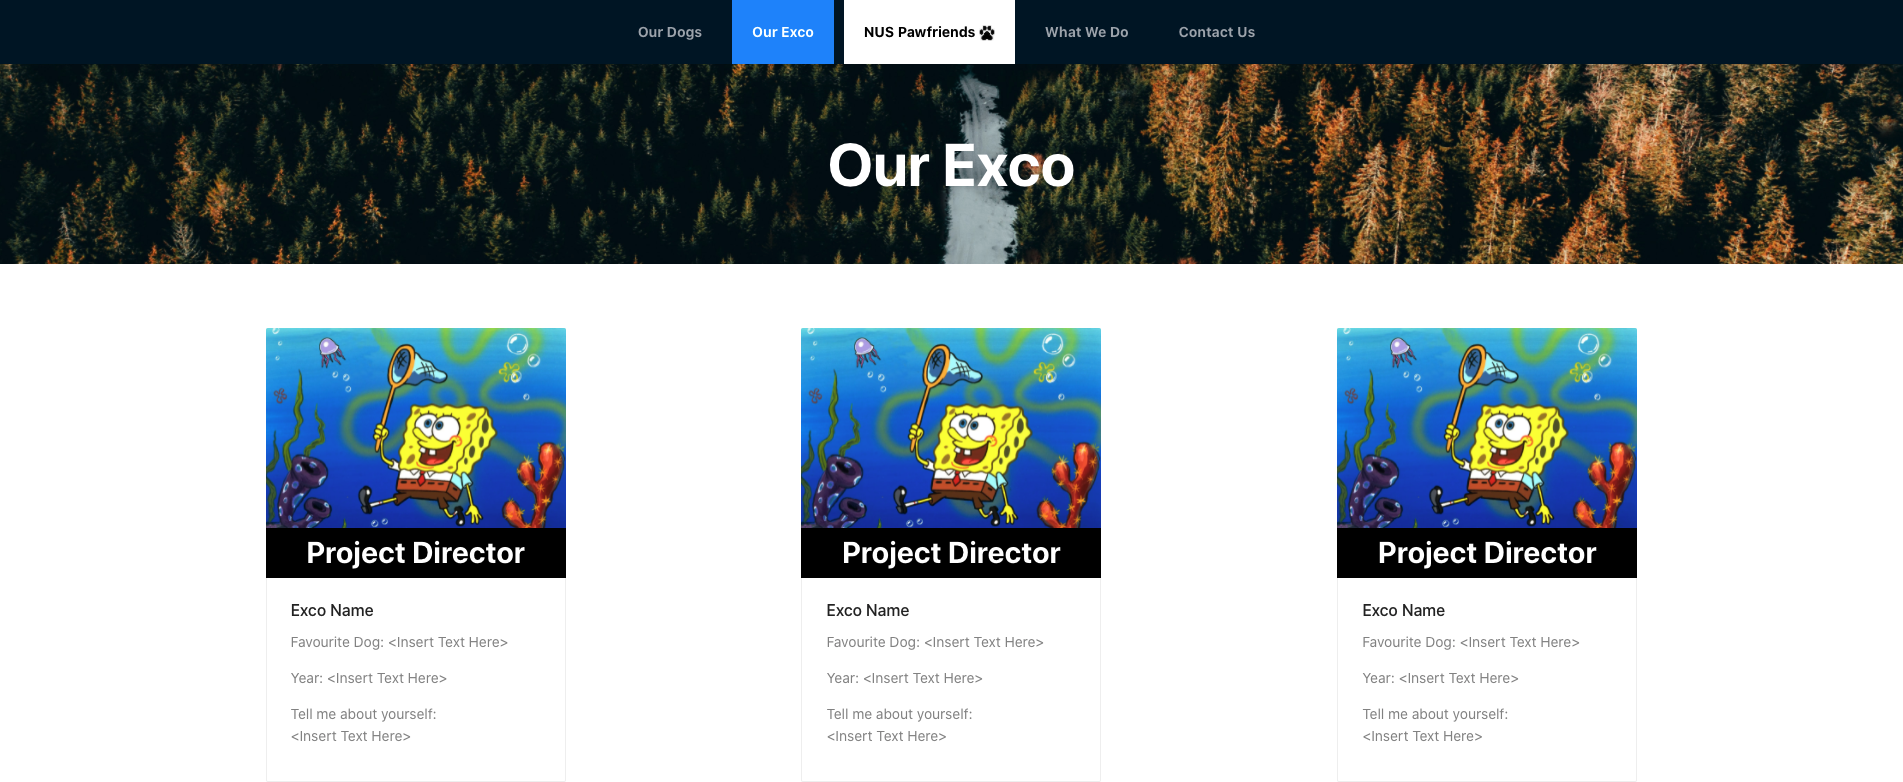 Our Dogs
Our Exco
NUS Pawfriends
What We Do
Contact Us
Our Exco
Project Director
Exco Name
Favourite Dog: <Insert Text Here>
Year: <Insert Text Here>
Tell me about yourself:
<Insert Text Here>
Project Director
Exco Name
Favourite Dog: <Insert Text Here>
Year: <Insert Text Here>
Tell me about yourself:
<Insert Text Here>
Project Director
Exco Name
Favourite Dog: <Insert Text Here>
Year: <Insert Text Here>
Tell me about yourself:
<Insert Text Here>